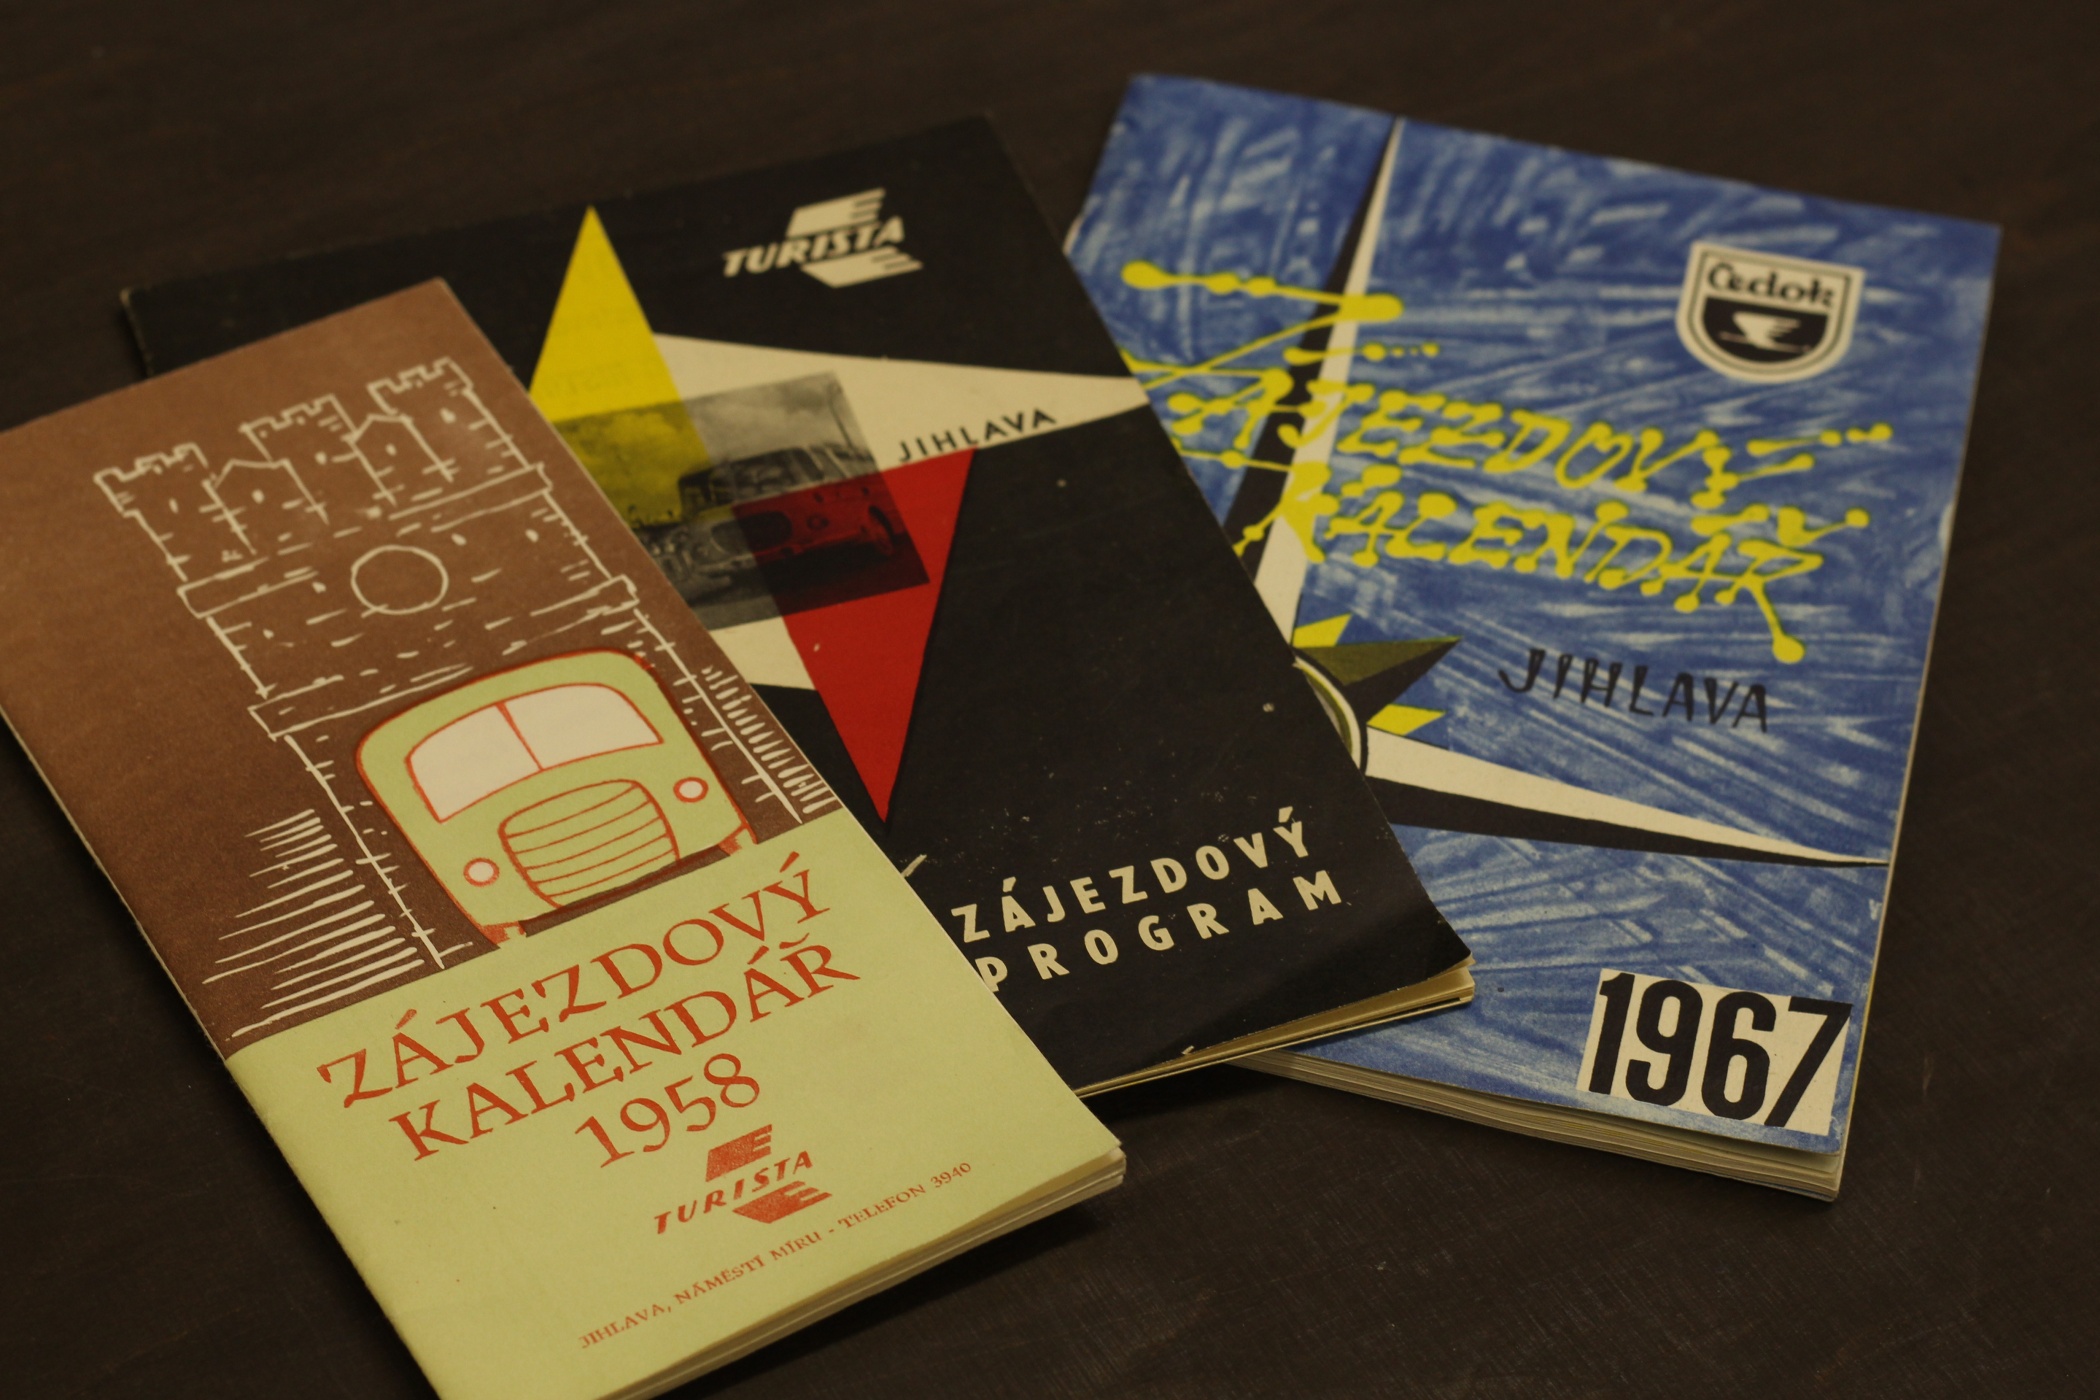 ZÁJEZDOVÝ
KALENDÁŘ
1958
TURISTA
JIHLAVA, NÁMĚSTÍ MÍRU - TELEFON 3940
TURISTA
JIHLAVA
ZÁJEZDOVÝ
PROGRAM
Čedok
ZÁJEZDOVÝ
KALENDÁŘ
JIHLAVA
1967